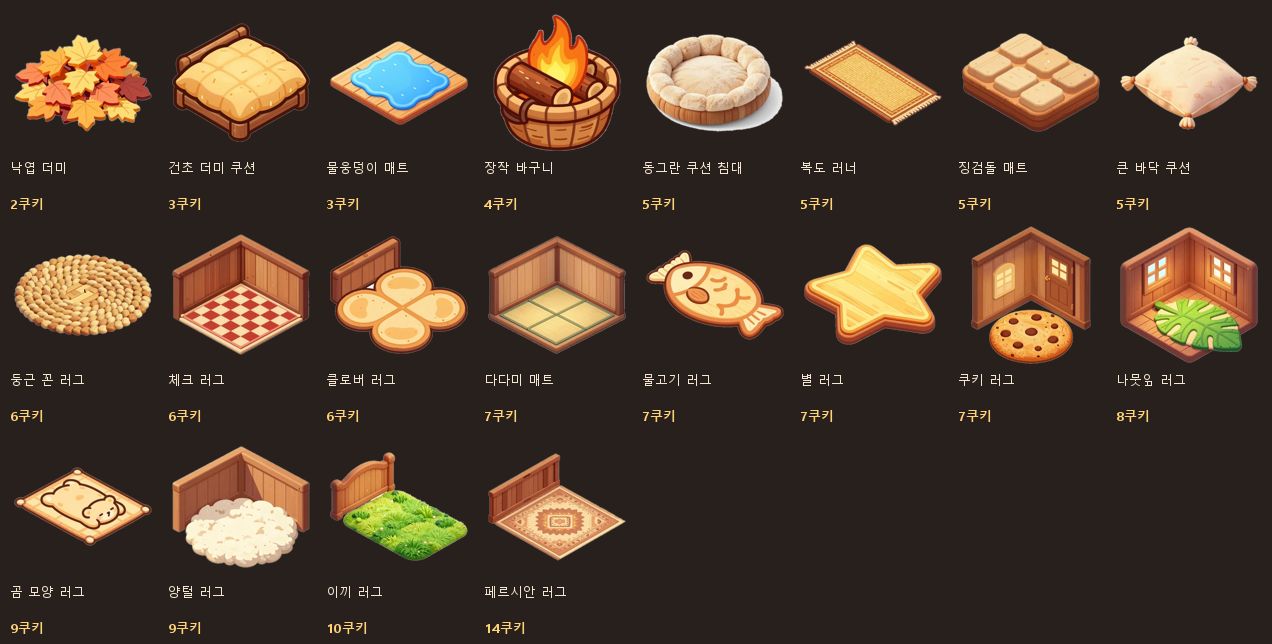 낙엽 더미
건초 더미 쿠션
물웅덩이 매트
장작 바구니
동그란 쿠션 침대
복도 러너
징검돌 매트
큰 바닥 쿠션
2쿠키
3쿠키
3쿠키
4쿠키
5쿠키
5쿠키
5쿠키
5쿠키
둥근 꼰 러그
체크 러그
클로버 러그
다다미 매트
물고기 러그
별 러그
쿠키 러그
나뭇잎 러그
6쿠키
6쿠키
6쿠키
7쿠키
7쿠키
7쿠키
7쿠키
8쿠키
곰 모양 러그
양털 러그
이끼 러그
페르시안 러그
9쿠키
9쿠키
10쿠키
14쿠키